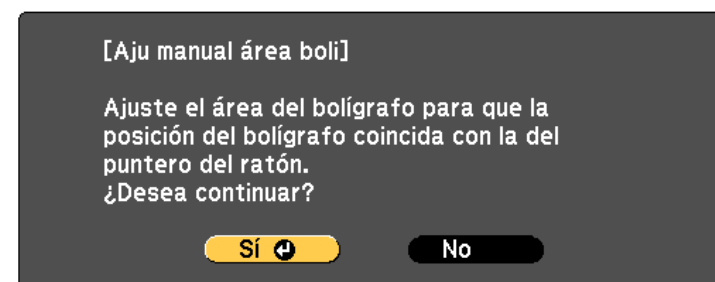 [Aju manual área boli]
Ajuste el área del bolígrafo para que la
posición del bolígrafo coincida con la del
puntero del ratón.
¿Desea continuar?
Sí
No